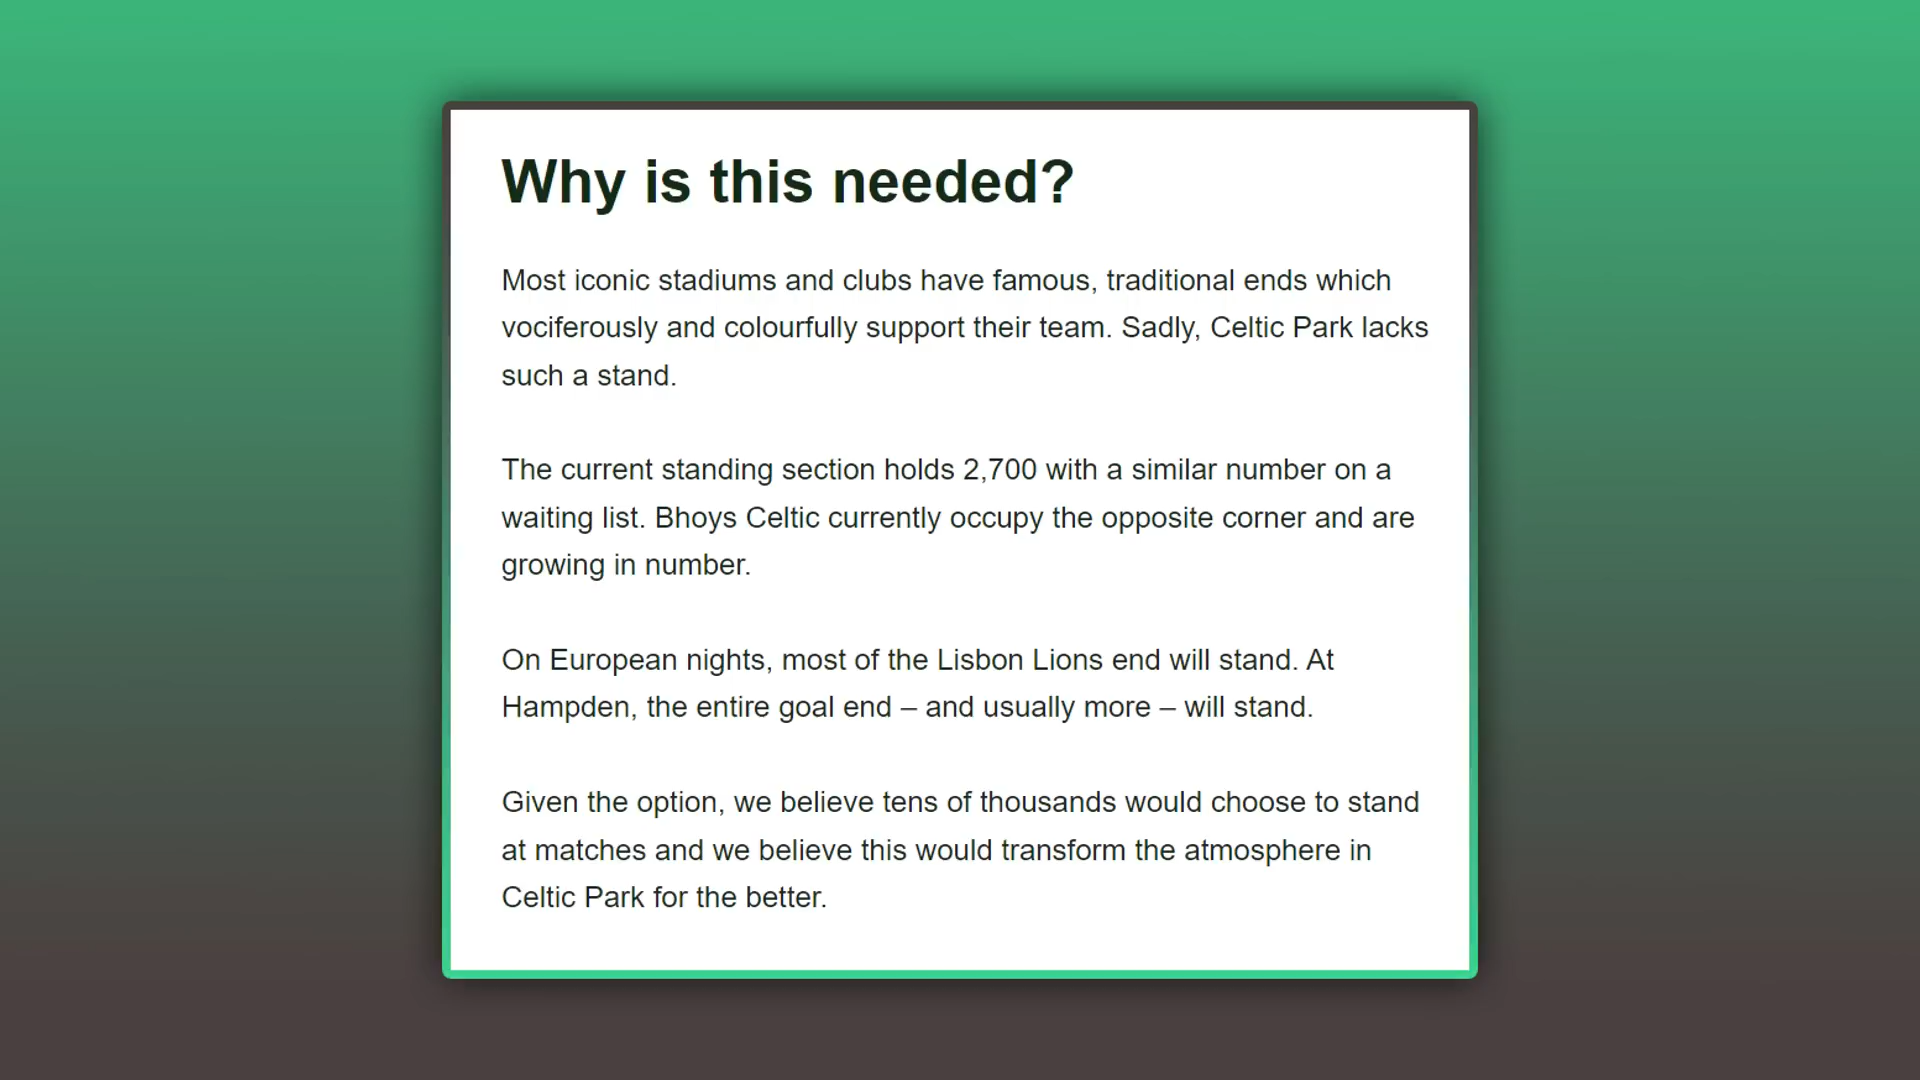 Why is this needed?
Most iconic stadiums and clubs have famous, traditional ends which
vociferously and colourfully support their team. Sadly, Celtic Park lacks
such a stand.
The current standing section holds 2,700 with a similar number on a
waiting list. Bhoys Celtic currently occupy the opposite corner and are
growing in number.
On European nights, most of the Lisbon Lions end will stand. At
Hampden, the entire goal end – and usually more – will stand.
Given the option, we believe tens of thousands would choose to stand
at matches and we believe this would transform the atmosphere in
Celtic Park for the better.